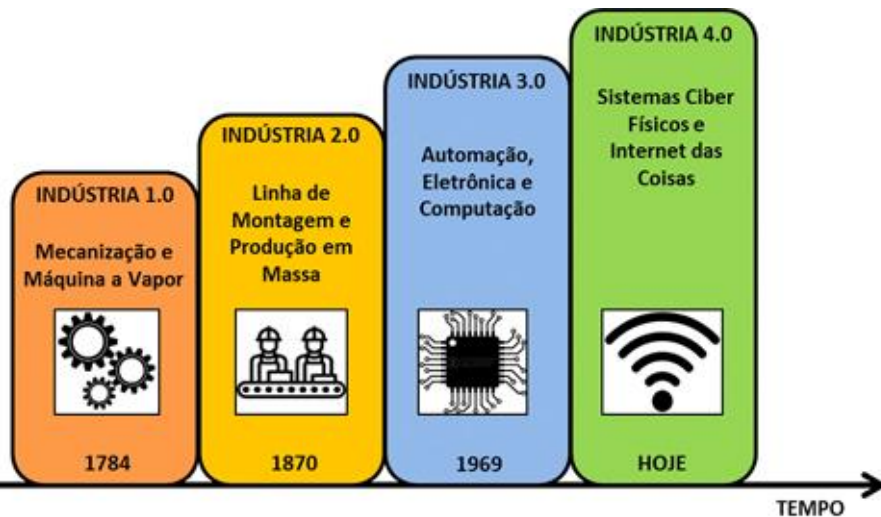 INDÚSTRIA 1.0
Mecanização e
Máquina a Vapor
1784
INDÚSTRIA 2.0
Linha de
Montagem e
Produção em
Massa
1870
INDÚSTRIA 3.0
Automação,
Eletrônica e
Computação
1969
INDÚSTRIA 4.0
Sistemas Ciber
Físicos e
Internet das
Coisas
HOJE
TEMPO